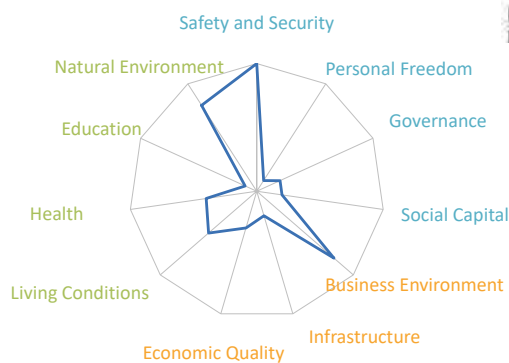 Safety and Security
Natural Environment
Personal Freedom
Education
Governance
Health
Social Capital
Living Conditions
Business Environment
Economic Quality
Infrastructure